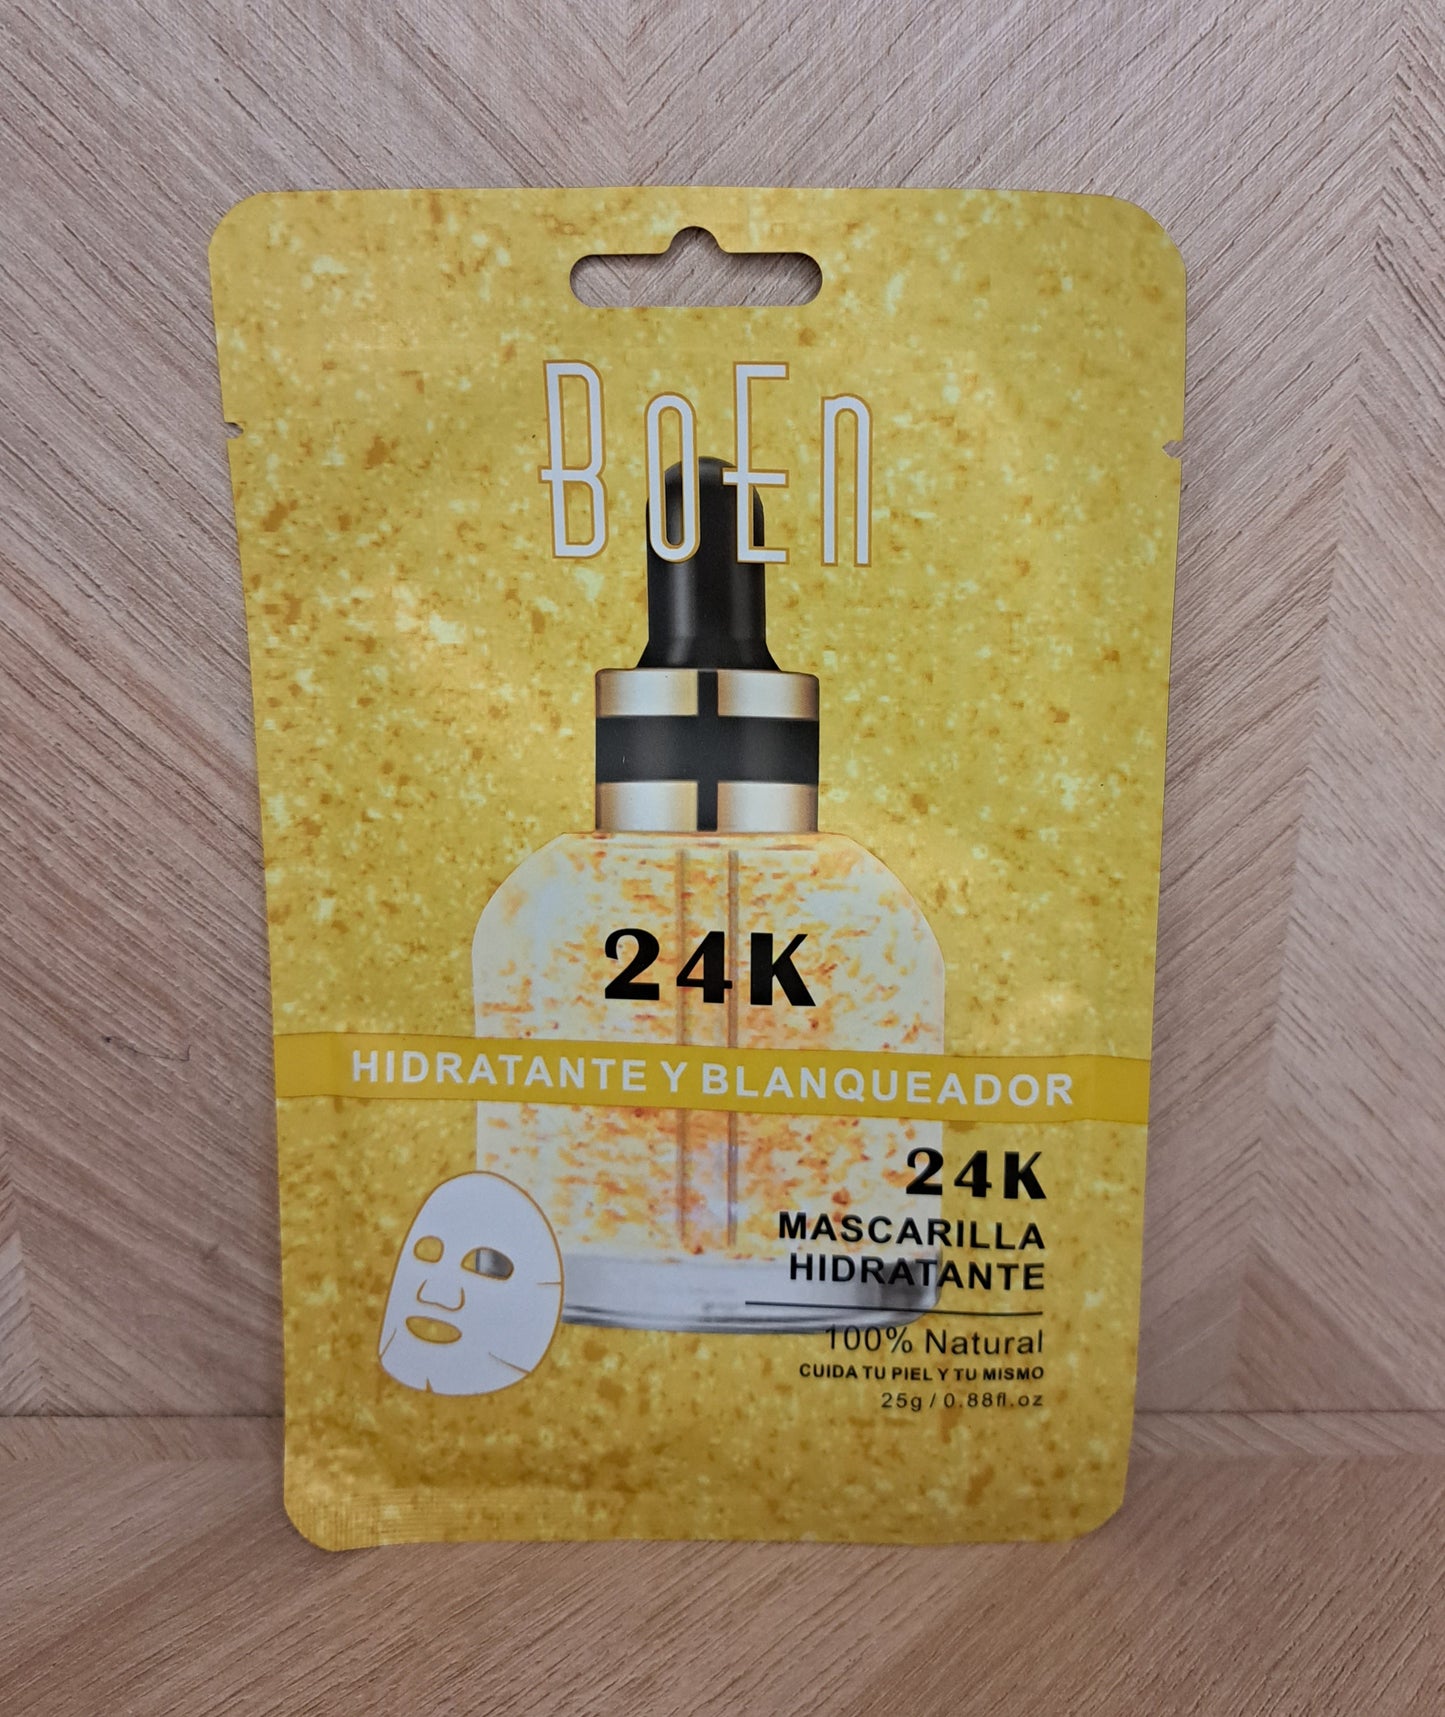 BoEn
24K
HIDRATANTE Y BLANQUEADOR
24K
MASCARILLA
HIDRATANTE
100% Natural
CUIDA TU PIEL Y TU MISMO
25g / 0.88fl.oz